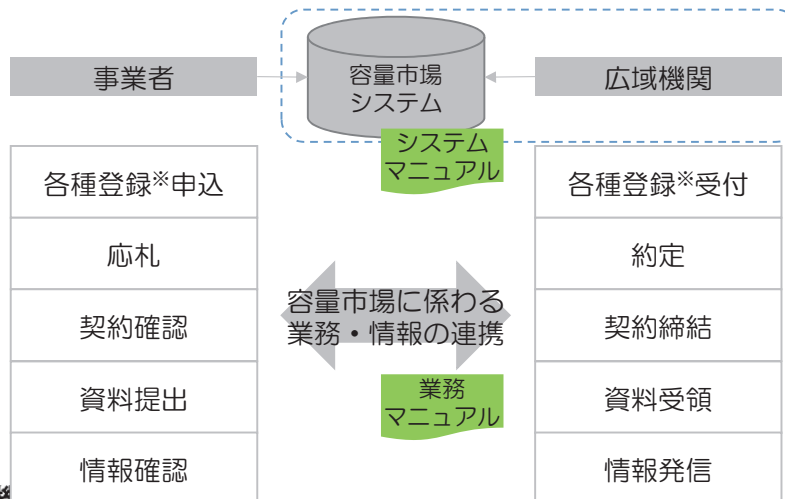 事業者
容量市場
システム
広域機関
システム
マニュアル
各種登録※申込
各種登録※受付
応札
約定
容量市場に係わる
業務・情報の連携
契約確認
契約締結
業務
マニュアル
資料提出
資料受領
情報確認
情報発信